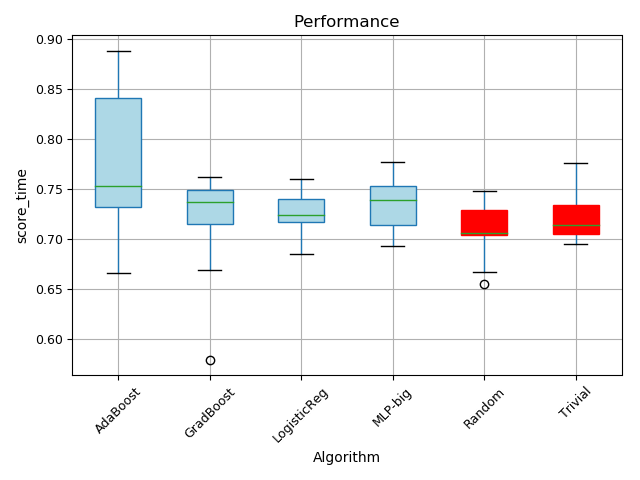 Performance
0.90
0.85
0.80
0.75
0.70
0.65
0.60
score_time
AdaBoost
GradBoost
LogisticReg
MLP-big
Random
Trivial
Algorithm